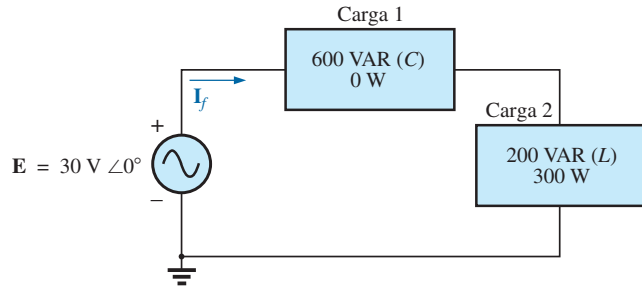 Carga 1
600 VAR (C)
0 W
I_f
Carga 2
200 VAR (L)
300 W
+
E = 30 V ∠0°
−